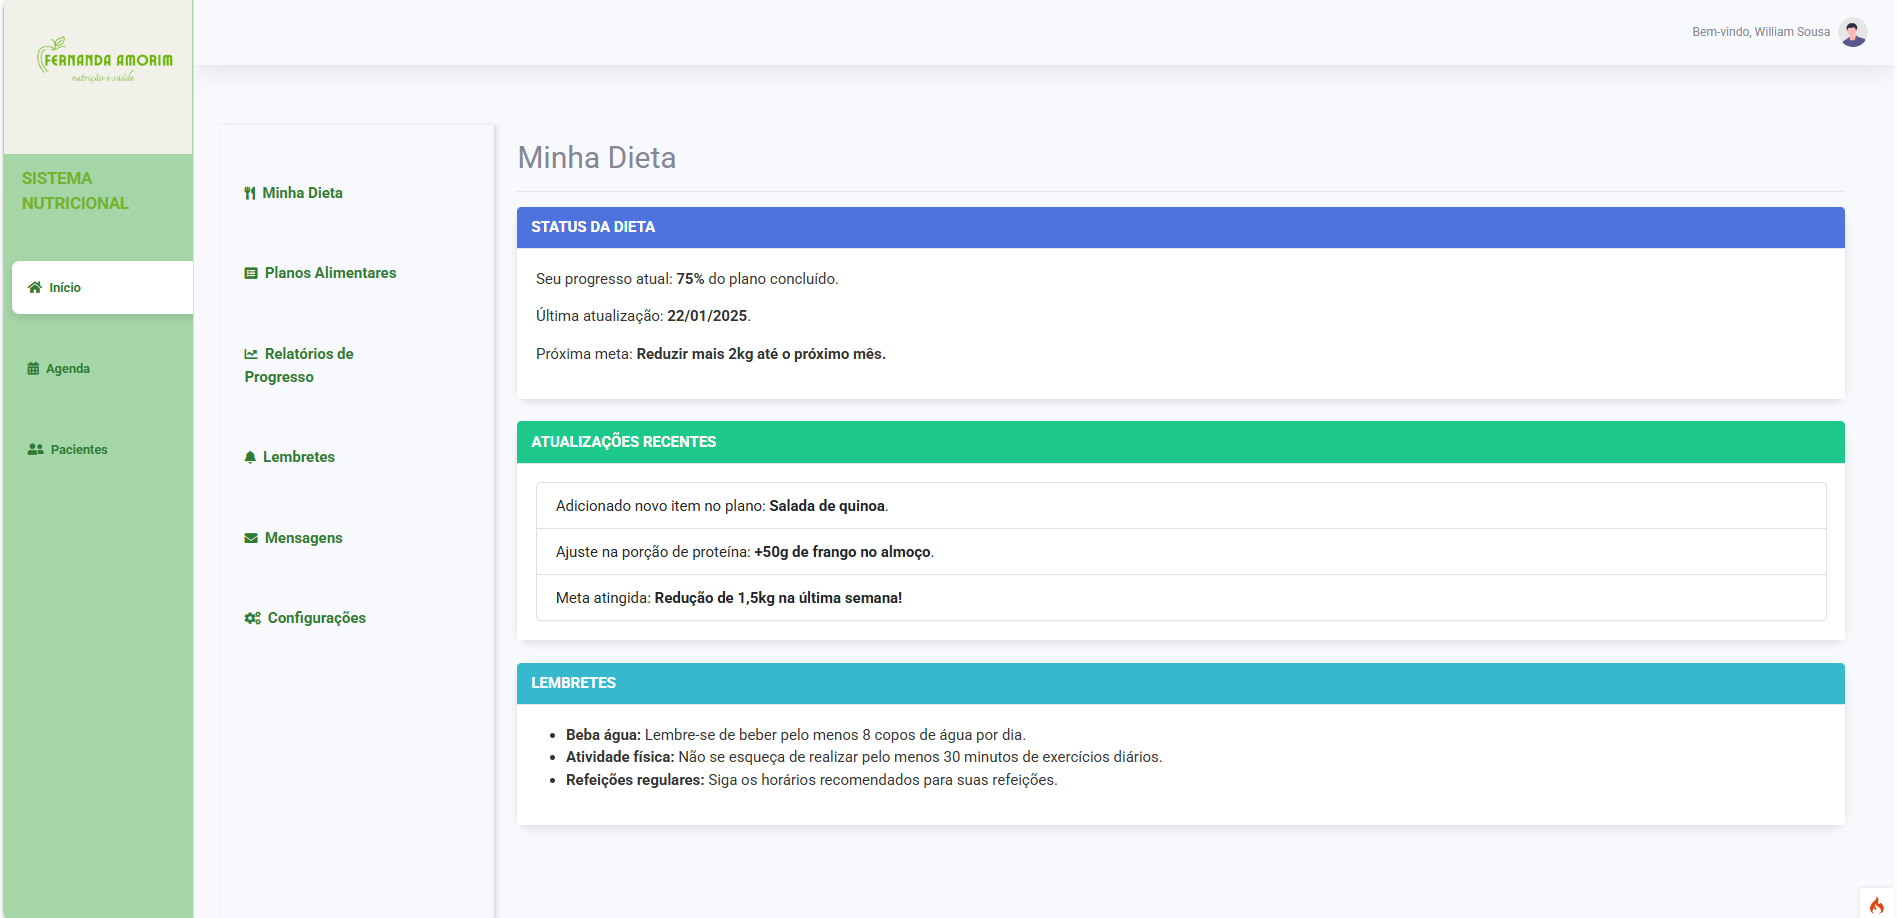 FERNANDA AMORIM
nutrição e saúde
Bem-vindo, William Sousa
SISTEMA
NUTRICIONAL
Início
Agenda
Pacientes
Minha Dieta
Planos Alimentares
Relatórios de
Progresso
Lembretes
Mensagens
Configurações
Minha Dieta
STATUS DA DIETA
Seu progresso atual: 75% do plano concluído.
Última atualização: 22/01/2025.
Próxima meta: Reduzir mais 2kg até o próximo mês.
ATUALIZAÇÕES RECENTES
Adicionado novo item no plano: Salada de quinoa.
Ajuste na porção de proteína: +50g de frango no almoço.
Meta atingida: Redução de 1,5kg na última semana!
LEMBRETES
Beba água: Lembre-se de beber pelo menos 8 copos de água por dia.
Atividade física: Não se esqueça de realizar pelo menos 30 minutos de exercícios diários.
Refeições regulares: Siga os horários recomendados para suas refeições.